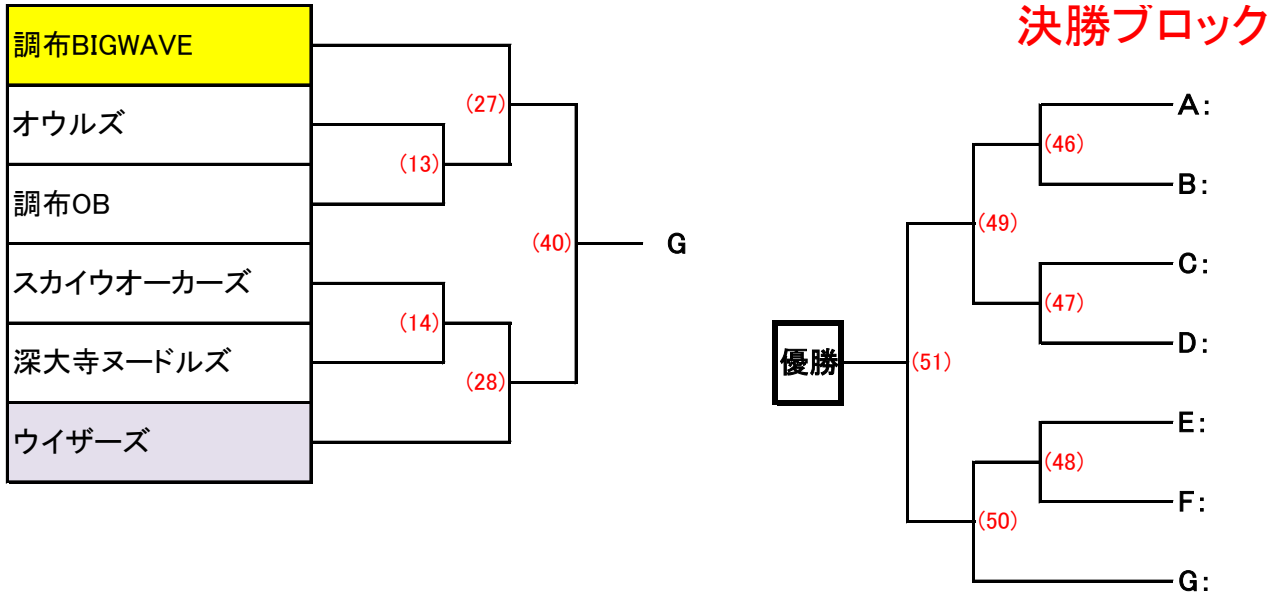 決勝ブロック
調布BIGWAVE
オウルズ
調布OB
スカイウオーカーズ
深大寺ヌードルズ
ウイザーズ
(27)
(13)
(40)
G
(14)
(28)
A:
(46)
B:
(49)
C:
(47)
D:
優勝
(51)
E:
(48)
F:
(50)
G: